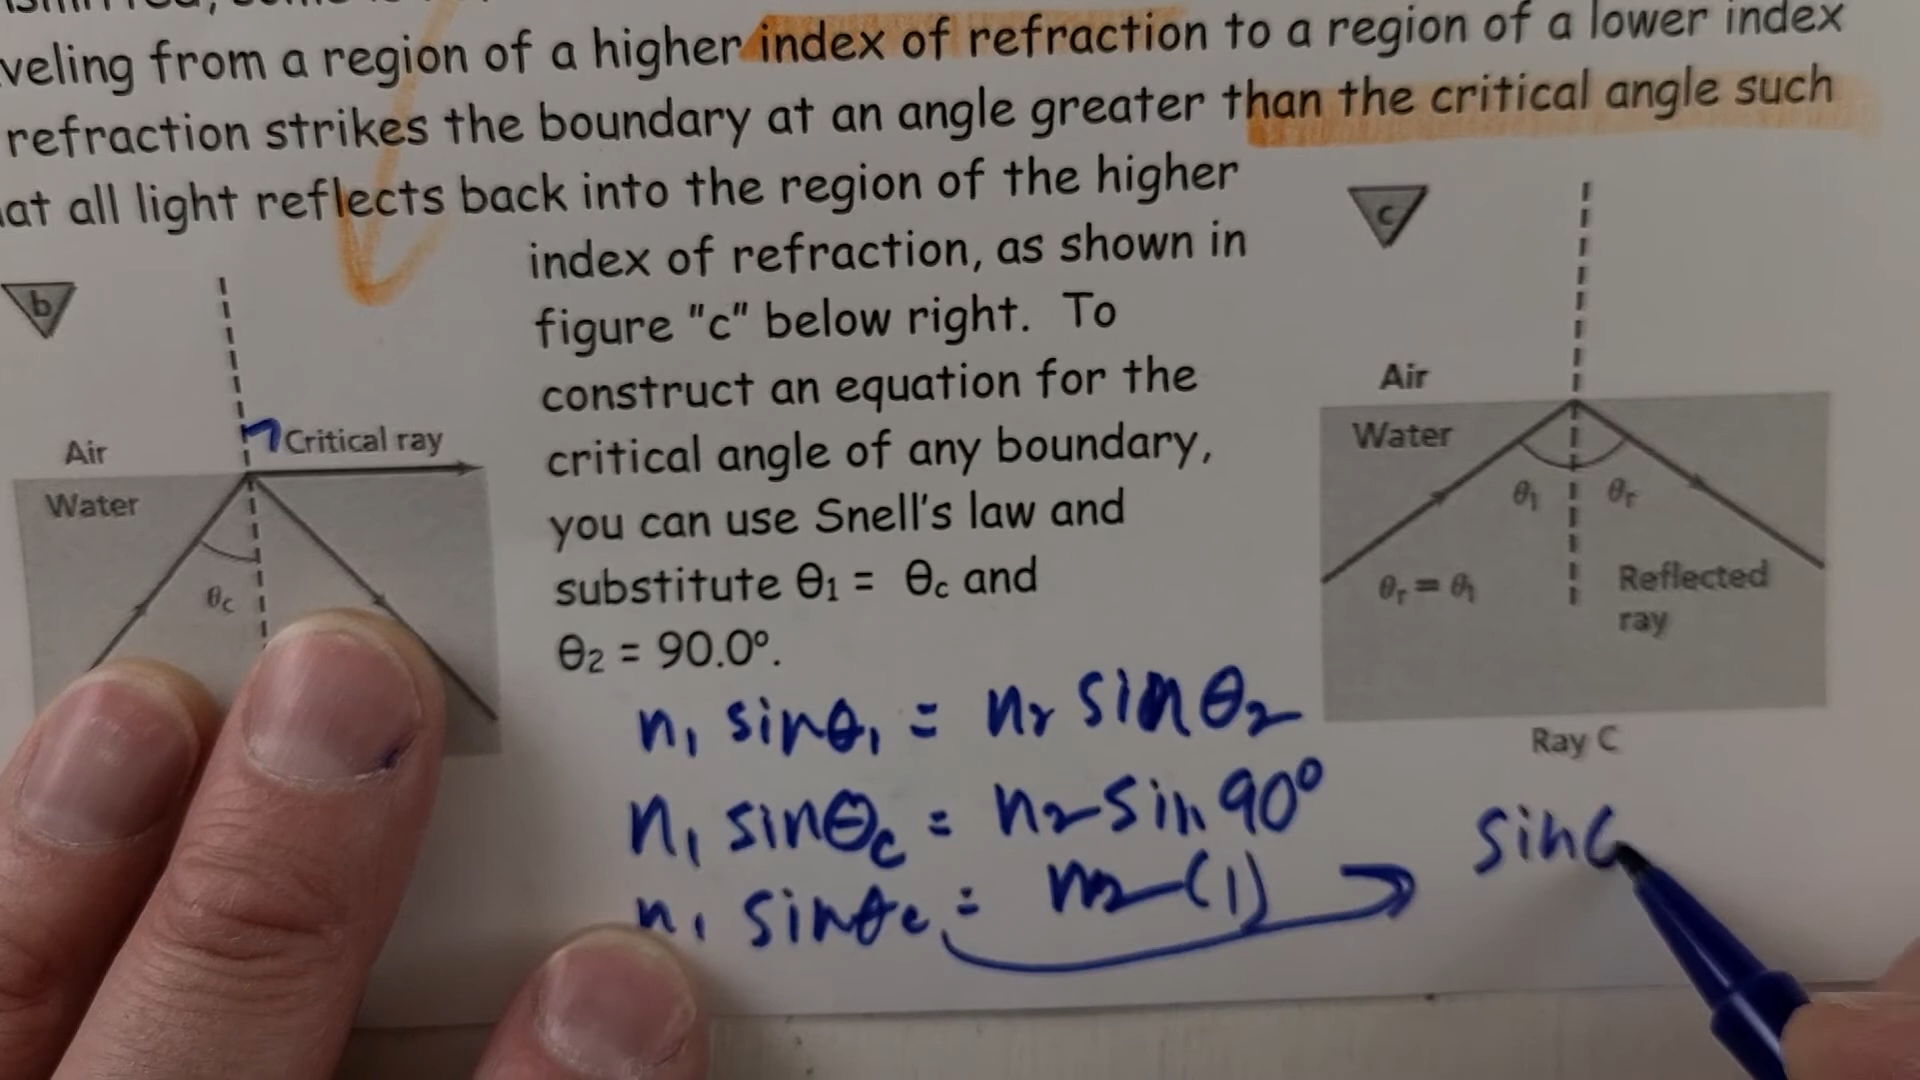 veling from a region of a higher index of refraction to a region of a lower index
refraction strikes the boundary at an angle greater than the critical angle such
at all light reflects back into the region of the higher
index of refraction, as shown in
figure "c" below right. To
construct an equation for the
critical angle of any boundary,
you can use Snell's law and
substitute θ1 = θc and
θ2 = 90.0º.
b
Critical ray
Air
Water
θc
c
Air
Water
θ1
θr
θr = θ1
Reflected
ray
Ray C
n1 sinθ1 = n2 sinθ2
n1 sinθc = n2 sin 90°
n1 sinθc = n2 (1)
sin